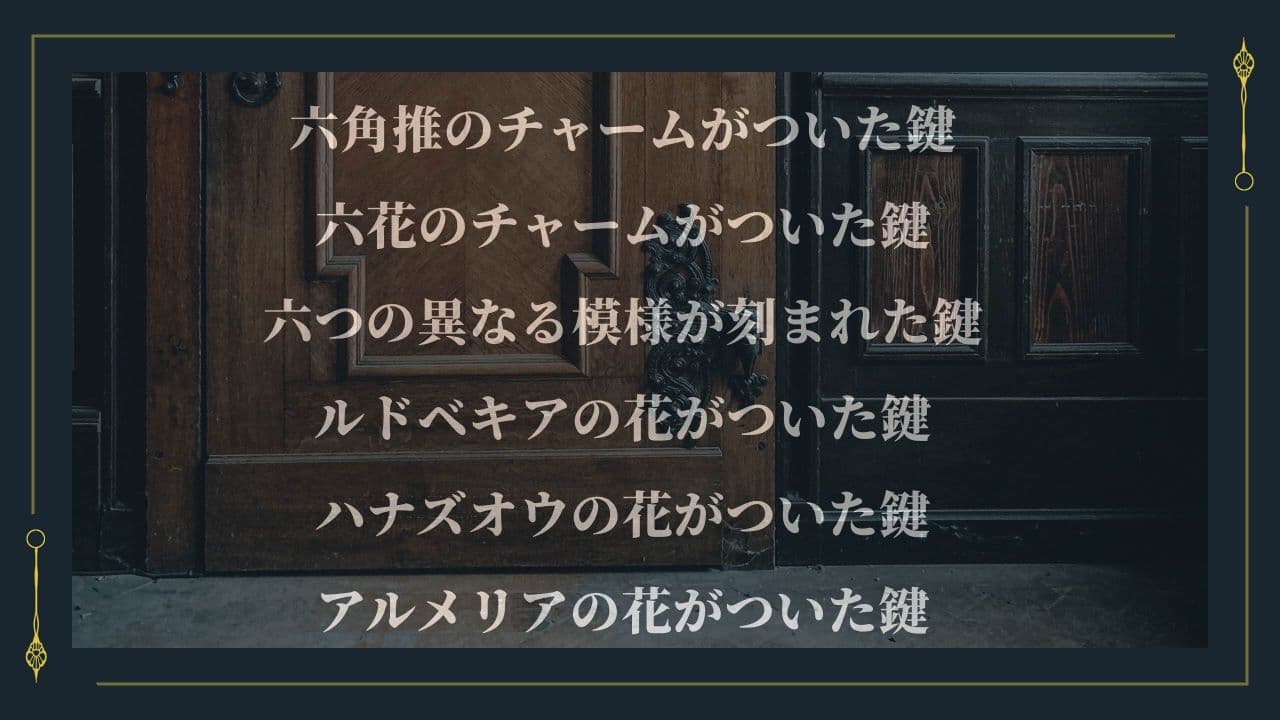 六角推のチャームがついた鍵
六花のチャームがついた鍵
六つの異なる模様が刻まれた鍵
ルドベキアの花がついた鍵
ハナズオウの花がついた鍵
アルメリアの花がついた鍵